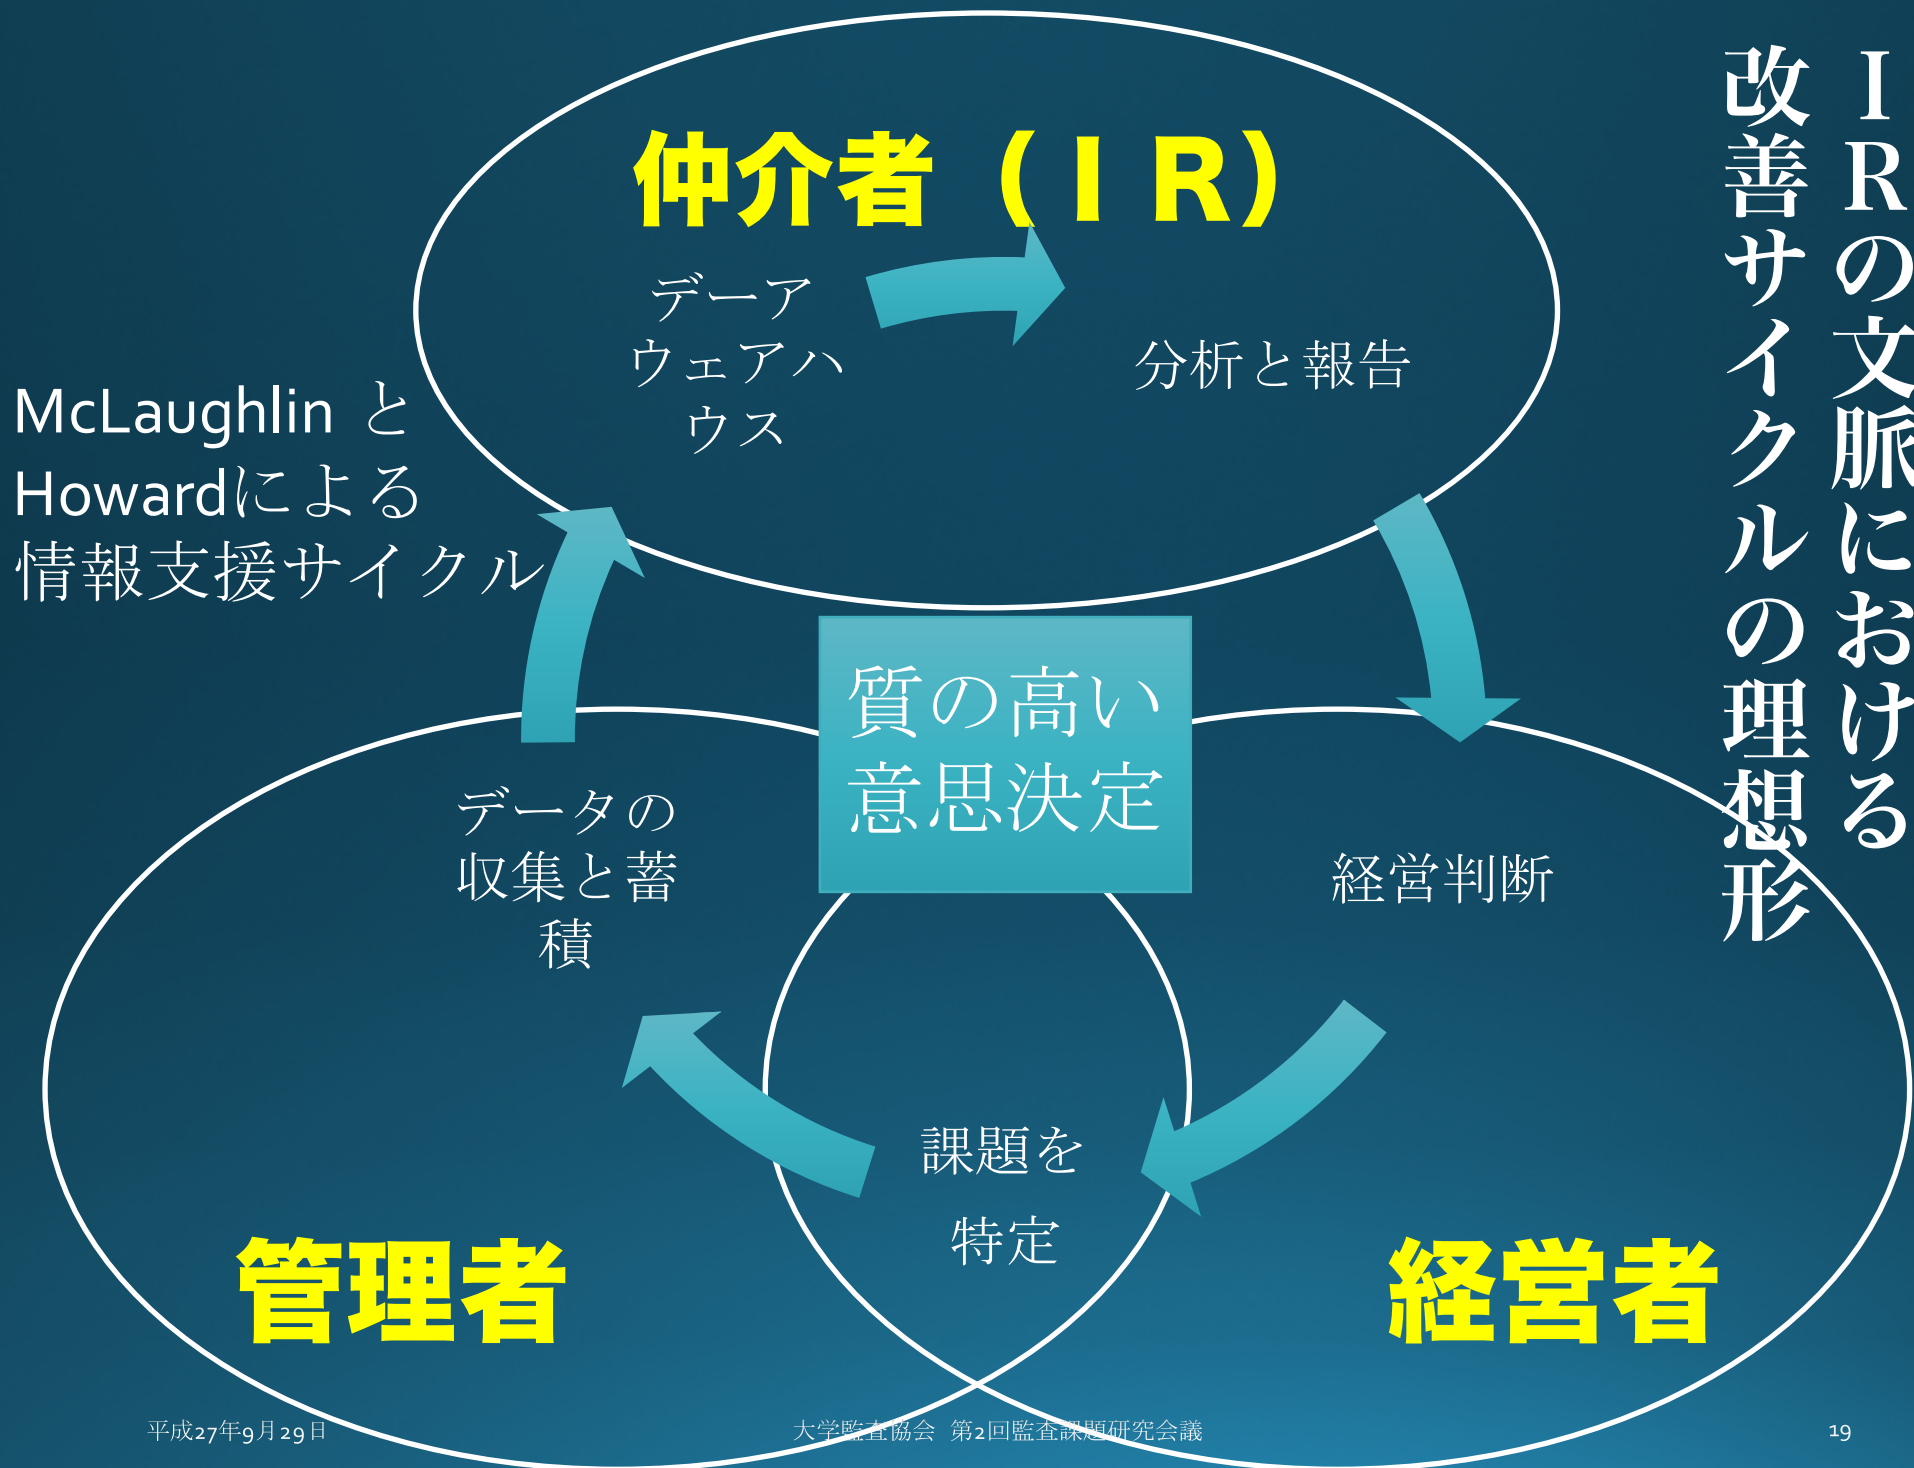 IRの文脈における
改善サイクルの理想形
仲介者（IR）
デーア
ウェアハ
ウス
分析と報告
McLaughlin と
Howardによる
情報支援サイクル
質の高い
意思決定
データの
収集と蓄
積
経営判断
課題を
特定
管理者
経営者
平成27年9月29日
大学監査協会 第2回監査課題研究会議
19